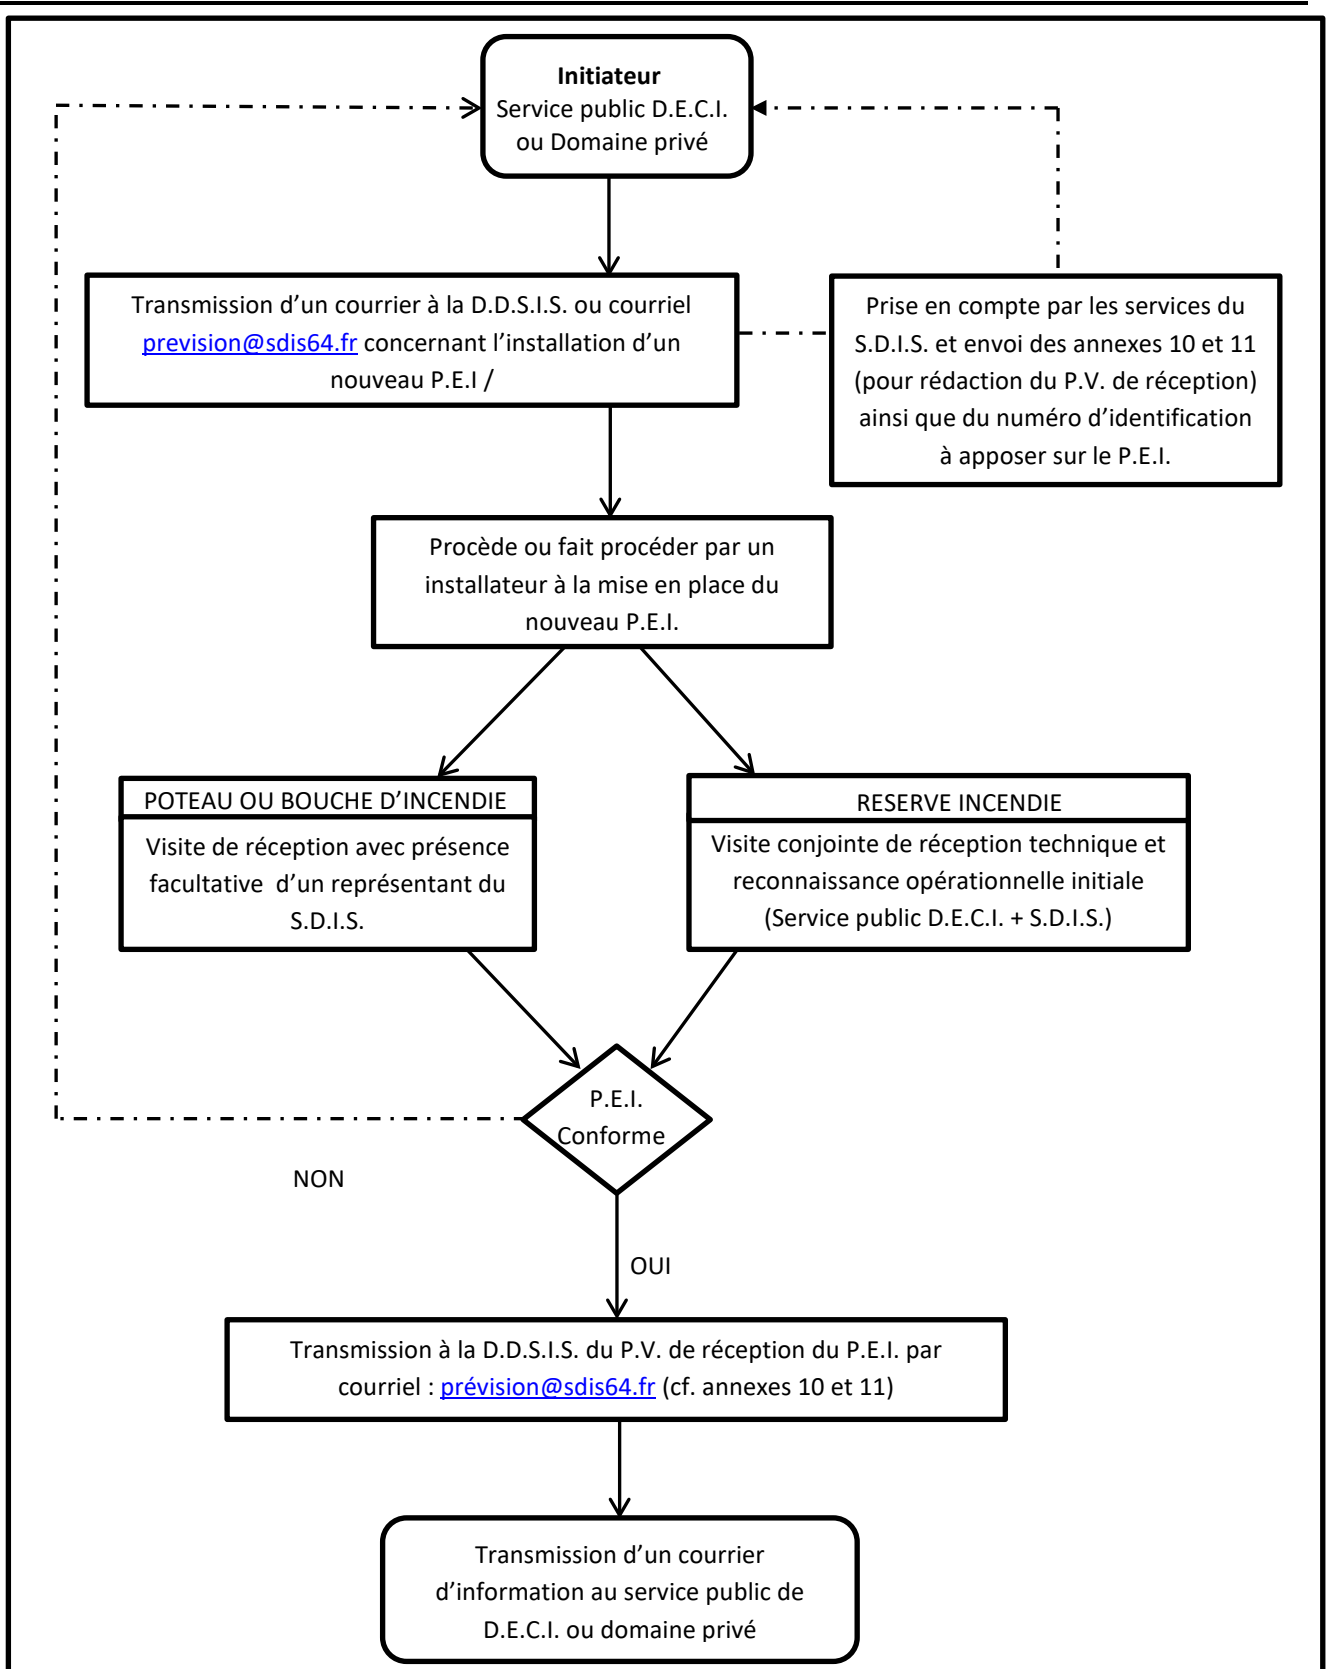 Initiateur
Service public D.E.C.I.
ou Domaine privé
Transmission d’un courrier à la D.D.S.I.S. ou courriel
prevision@sdis64.fr concernant l’installation d’un
nouveau P.E.I /
Prise en compte par les services du
S.D.I.S. et envoi des annexes 10 et 11
(pour rédaction du P.V. de réception)
ainsi que du numéro d’identification
à apposer sur le P.E.I.
Procède ou fait procéder par un
installateur à la mise en place du
nouveau P.E.I.
POTEAU OU BOUCHE D’INCENDIE
Visite de réception avec présence
facultative d’un représentant du
S.D.I.S.
RESERVE INCENDIE
Visite conjointe de réception technique et
reconnaissance opérationnelle initiale
(Service public D.E.C.I. + S.D.I.S.)
P.E.I.
Conforme
NON
OUI
Transmission à la D.D.S.I.S. du P.V. de réception du P.E.I. par
courriel : prévision@sdis64.fr (cf. annexes 10 et 11)
Transmission d’un courrier
d’information au service public de
D.E.C.I. ou domaine privé